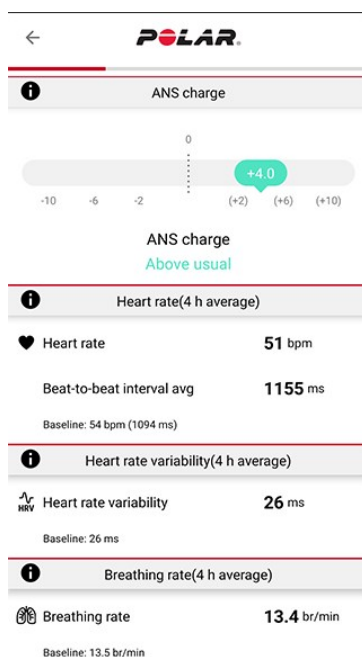 POLAR.
ANS charge
0
+4.0
-10 -6 -2 (+2) (+6) (+10)
ANS charge
Above usual
Heart rate(4 h average)
Heart rate 51 bpm
Beat-to-beat interval avg 1155 ms
Baseline: 54 bpm (1094 ms)
Heart rate variability(4 h average)
HRV Heart rate variability 26 ms
Baseline: 26 ms
Breathing rate(4 h average)
Breathing rate 13.4 br/min
Baseline: 13.5 br/min